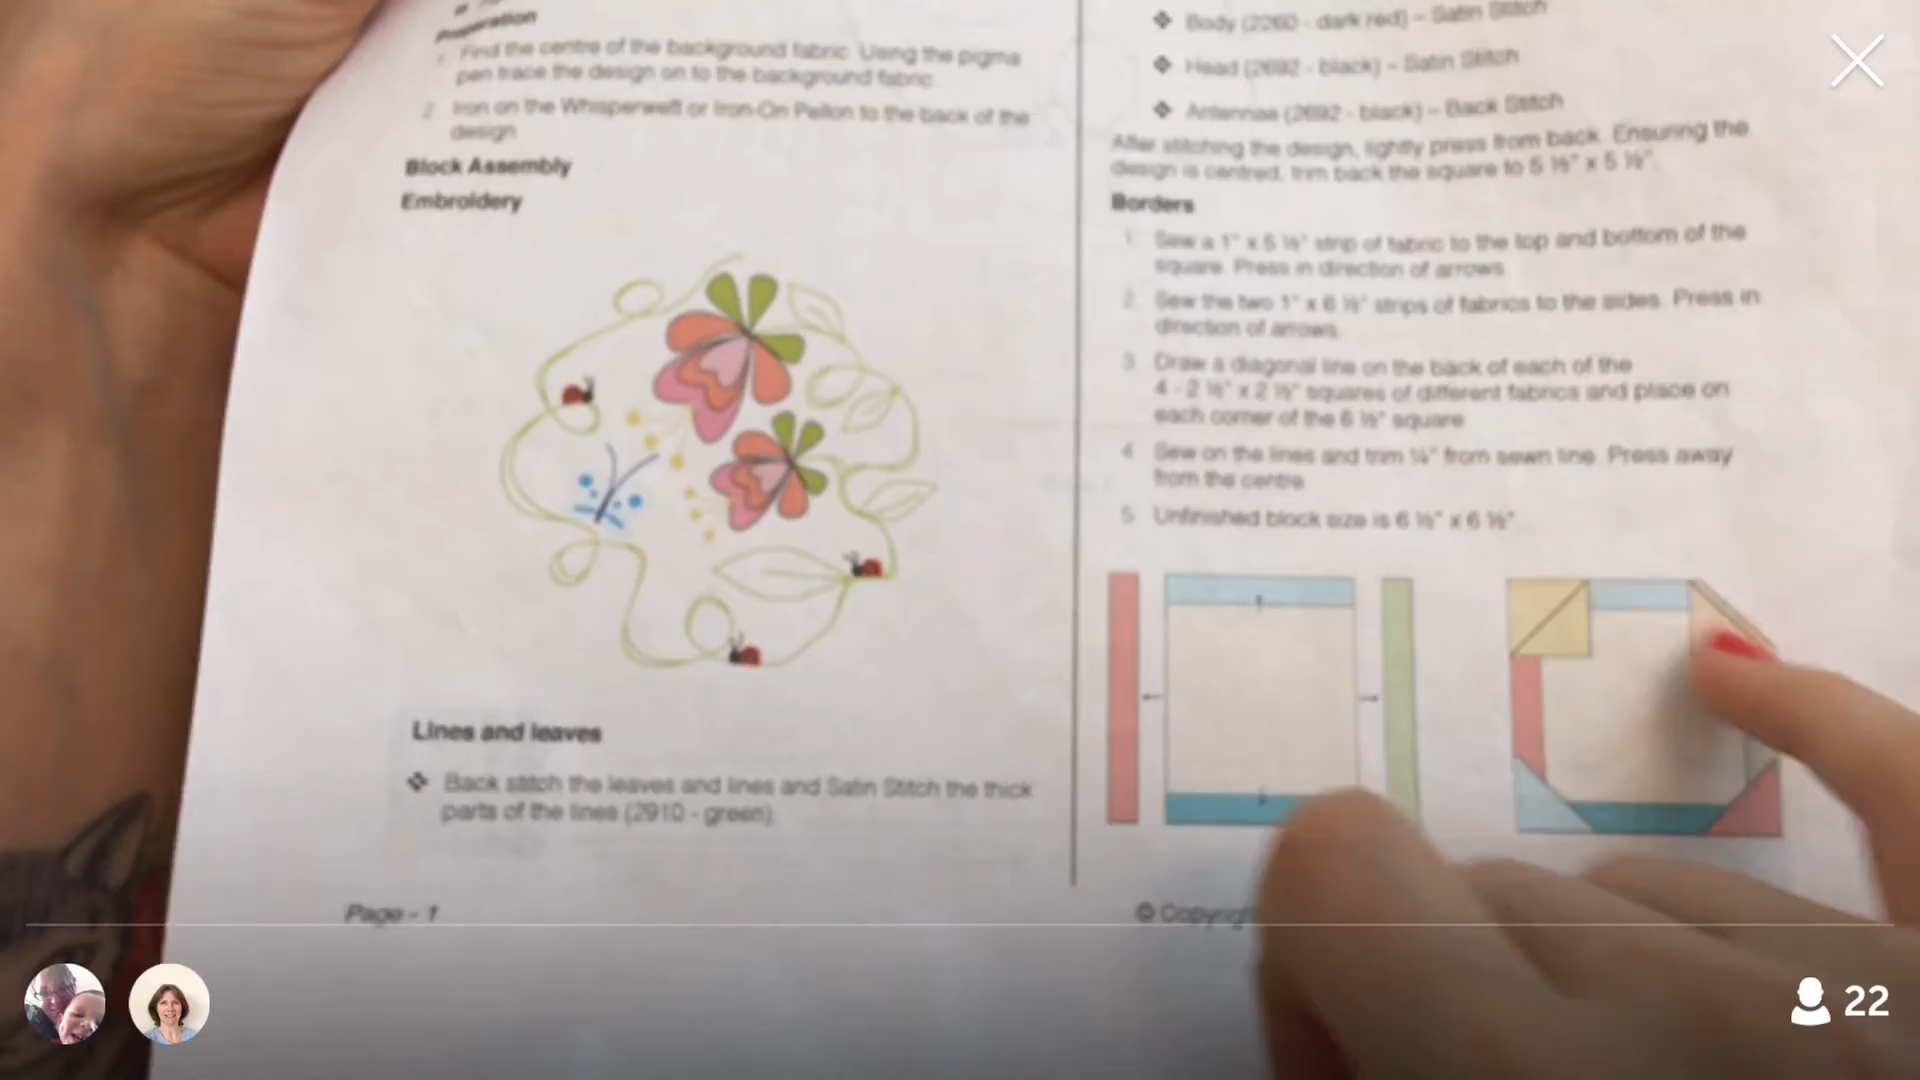 Preparation
1 Find the centre of the background fabric. Using the pigma
pen trace the design on to the background fabric.
2 Iron on the Whisperweft or Iron-On Pellon to the back of the
design.
Block Assembly
Embroidery
Lines and leaves
❖ Back stitch the leaves and lines and Satin Stitch the thick
parts of the lines (2910 - green)
Page - 1
❖ Body (2260 - dark red) – Satin Stitch
❖ Head (2692 - black) – Satin Stitch
❖ Antennae (2692 - black) – Back Stitch
After stitching the design, lightly press from back. Ensuring the
design is centred, trim back the square to 5 ½" x 5 ½".
Borders
1 Sew a 1" x 5 ½" strip of fabric to the top and bottom of the
square. Press in direction of arrows
2 Sew the two 1" x 6 ½" strips of fabrics to the sides. Press in
direction of arrows.
3 Draw a diagonal line on the back of each of the
4 - 2 ½" x 2 ½" squares of different fabrics and place on
each corner of the 6 ½" square
4 Sew on the lines and trim ¼" from sewn line. Press away
from the centre
5 Unfinished block size is 6 ½" x 6 ½"
©
22